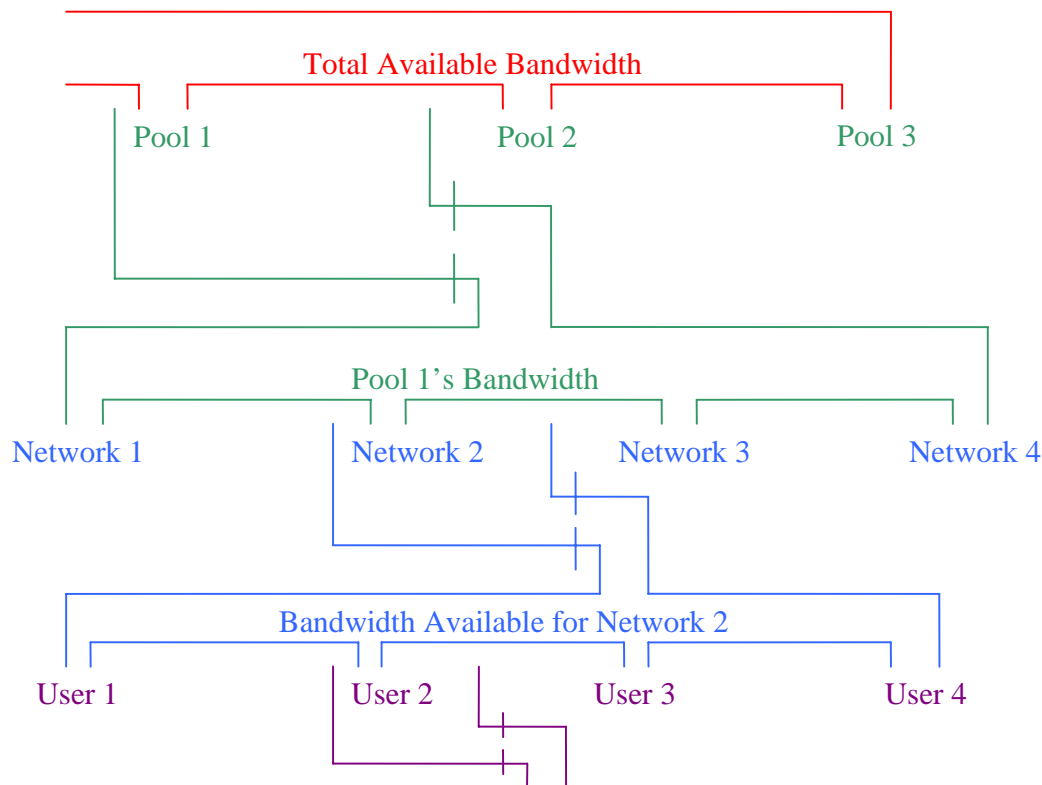 Total Available Bandwidth
Pool 1 Pool 2 Pool 3
Pool 1’s Bandwidth
Network 1 Network 2 Network 3 Network 4
Bandwidth Available for Network 2
User 1 User 2 User 3 User 4